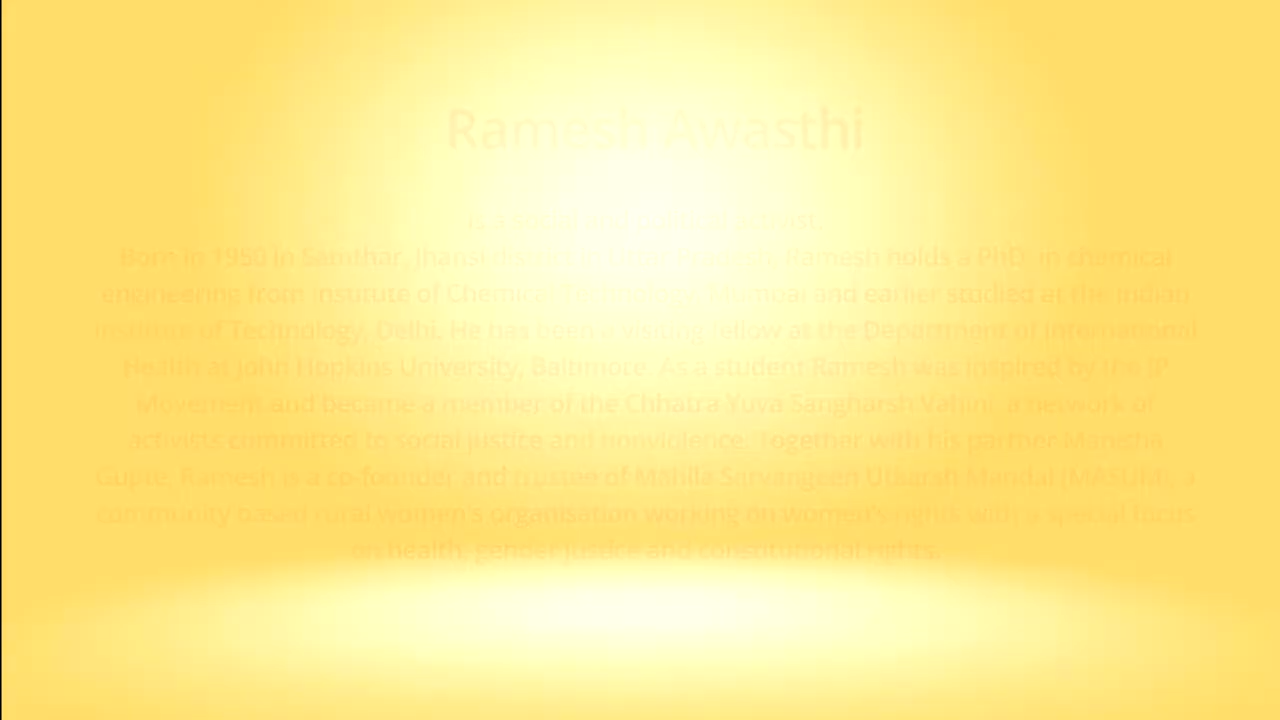 Ramesh Awasthi
is a social and political activist.
Born in 1950 in Samthar, Jhansi district in Uttar Pradesh, Ramesh holds a PhD. in chemical
engineering from Institute of Chemical Technology, Mumbai and earlier studied at the Indian
Institute of Technology, Delhi. He has been a visiting fellow at the Department of International
Health at John Hopkins University, Baltimore. As a student Ramesh was inspired by the JP
Movement and became a member of the Chhatra Yuva Sangharsh Vahini, a network of
activists committed to social justice and nonviolence. Together with his partner Manisha
Gupte, Ramesh is a co-founder and trustee of Mahila Sarvangeen Utkarsh Mandal (MASUM), a
community based rural women's organisation working on women's rights with a special focus
on health, gender justice and constitutional rights.